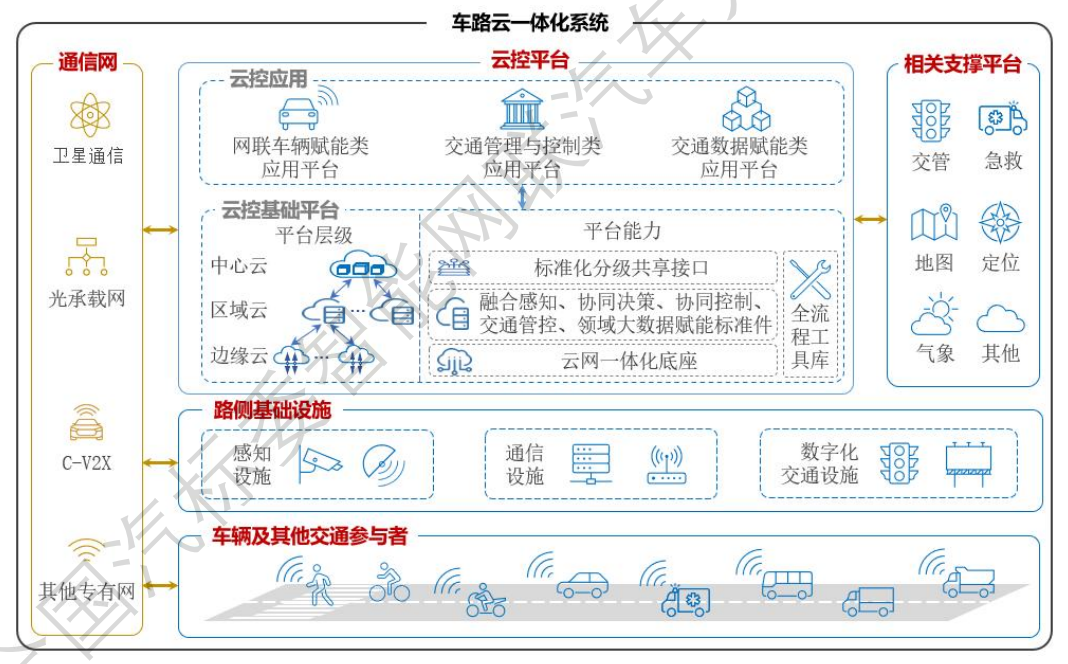 车路云一体化系统
通信网
卫星通信
光承载网
C-V2X
其他专有网
云控平台
云控应用
网联车辆赋能类
应用平台
交通管理与控制类
应用平台
交通数据赋能类
应用平台
云控基础平台
平台层级
中心云
区域云
...
边缘云
...
平台能力
标准化分级共享接口
融合感知、协同决策、协同控制、
交通管控、领域大数据赋能标准件
云网一体化底座
全流
程工
具库
相关支撑平台
交管
急救
地图
定位
气象
其他
路侧基础设施
感知
设施
通信
设施
数字化
交通设施
车辆及其他交通参与者
国汽标委智能网联汽车